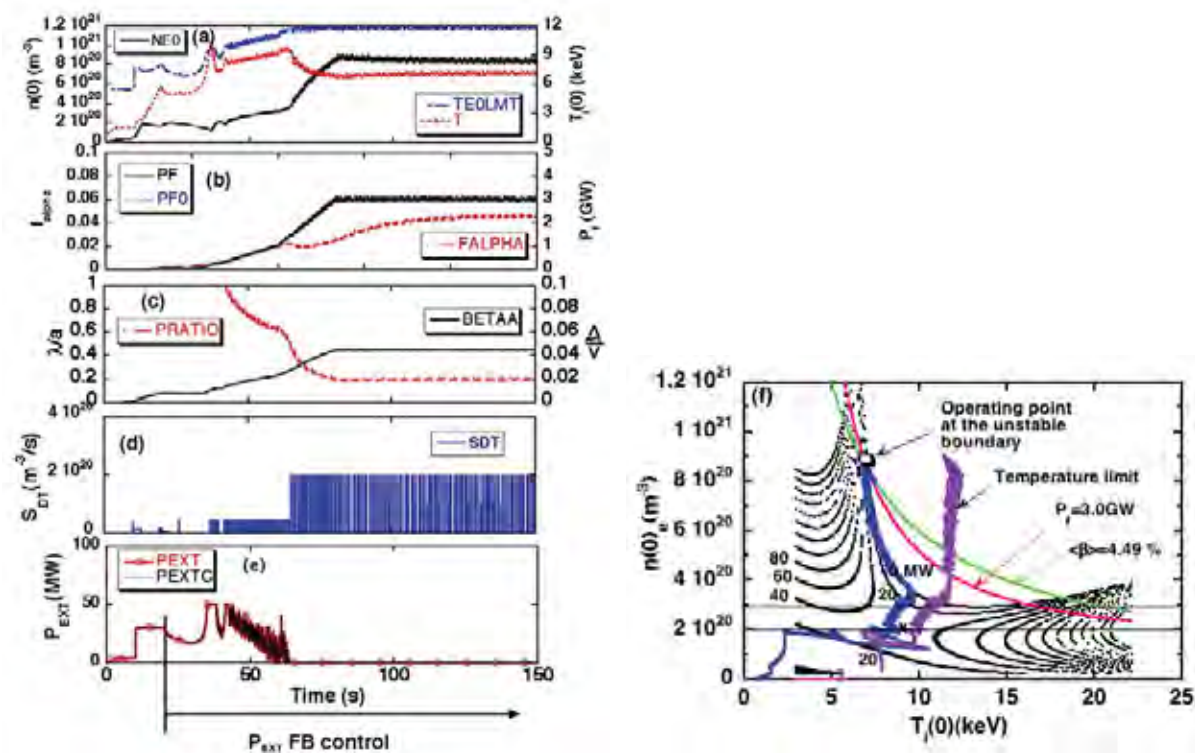 1.2 10²¹
1 10²¹
8 10²⁰
6 10²⁰
4 10²⁰
2 10²⁰
0
n(0) (m⁻³)
NE0
(a)
TE0LMT
T
12
9
6
3
0
Tᵢ(0) (keV)
0.1
0.08
0.06
0.04
0.02
0
PF
PF0
(b)
FALPHA
5
4
3
2
1
0
P_f (GW)
1
0.8
0.6
0.4
0.2
0
λ/a
(c)
PRATIO
BETAA
0.1
0.08
0.06
0.04
0.02
0
<β>
4 10²⁰
2 10²⁰
0
S_DT (m⁻³/s)
(d)
SDT
100
50
0
P_EXT (MW)
PEXT
(e)
0 50 100 150
Time (s)
P_EXT FB control
1.2 10²¹
1 10²¹
8 10²⁰
6 10²⁰
4 10²⁰
2 10²⁰
0
n(0)_e (m⁻³)
(f)
Operating point
at the unstable
boundary
Temperature limit
P_f=3.0GW
<β>=4.49 %
80
60
40
MW
20
20
0 5 10 15 20 25
Tᵢ(0)(keV)